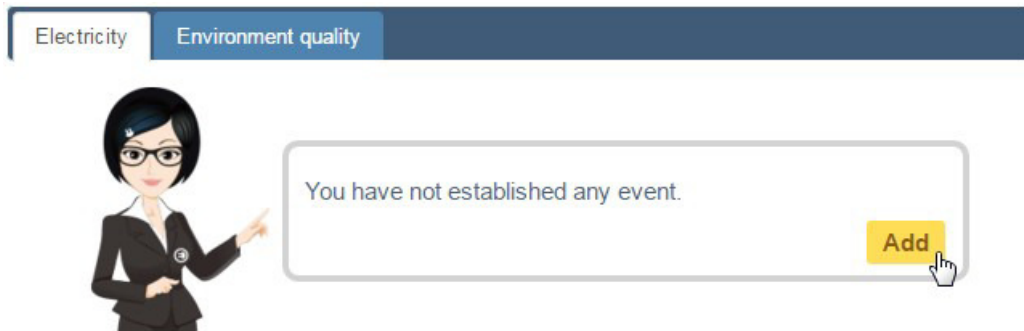 Electricity
Environment quality
You have not established any event.
Add